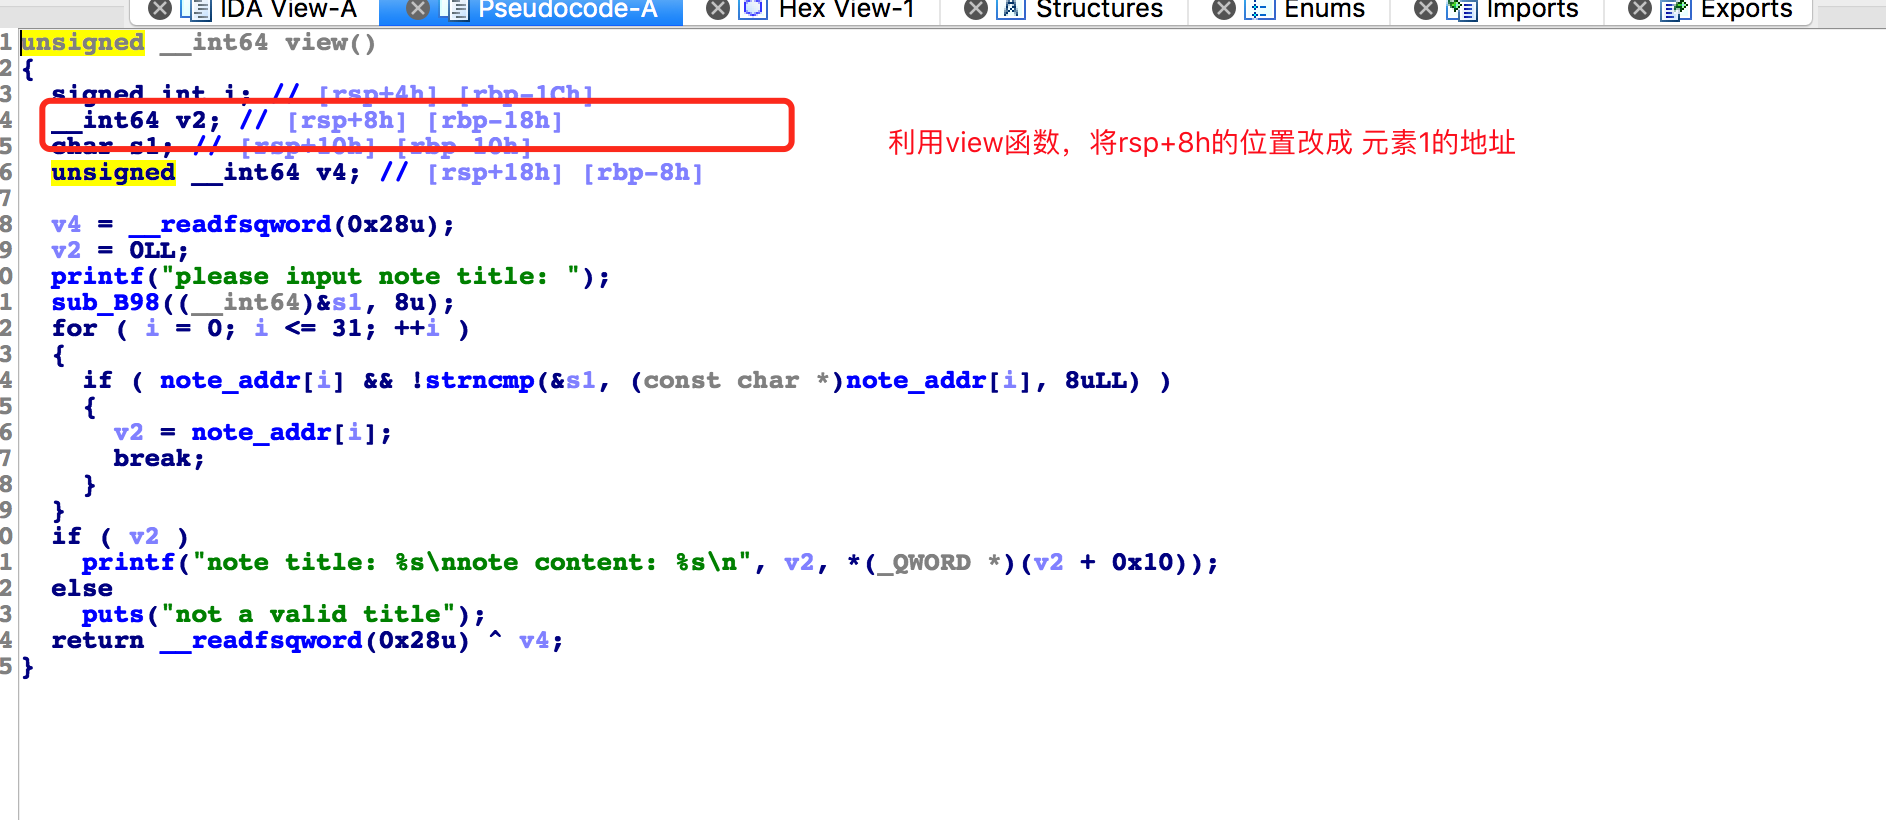 IDA View-A Pseudocode-A Hex View-1 Structures Enums Imports Exports
1 unsigned __int64 view()
2 {
3 signed int i; // [rsp+4h] [rbp-1Ch]
4 __int64 v2; // [rsp+8h] [rbp-18h]
利用view函数，将rsp+8h的位置改成 元素1的地址
5 char s1; // [rsp+10h] [rbp-10h]
6 unsigned __int64 v4; // [rsp+18h] [rbp-8h]
7
8 v4 = __readfsqword(0x28u);
9 v2 = 0LL;
0 printf("please input note title: ");
1 sub_B98((__int64)&s1, 8u);
2 for ( i = 0; i <= 31; ++i )
3 {
4 if ( note_addr[i] && !strncmp(&s1, (const char *)note_addr[i], 8uLL) )
5 {
6 v2 = note_addr[i];
7 break;
8 }
9 }
0 if ( v2 )
1 printf("note title: %s\nnote content: %s\n", v2, *(_QWORD *)(v2 + 0x10));
2 else
3 puts("not a valid title");
4 return __readfsqword(0x28u) ^ v4;
5 }